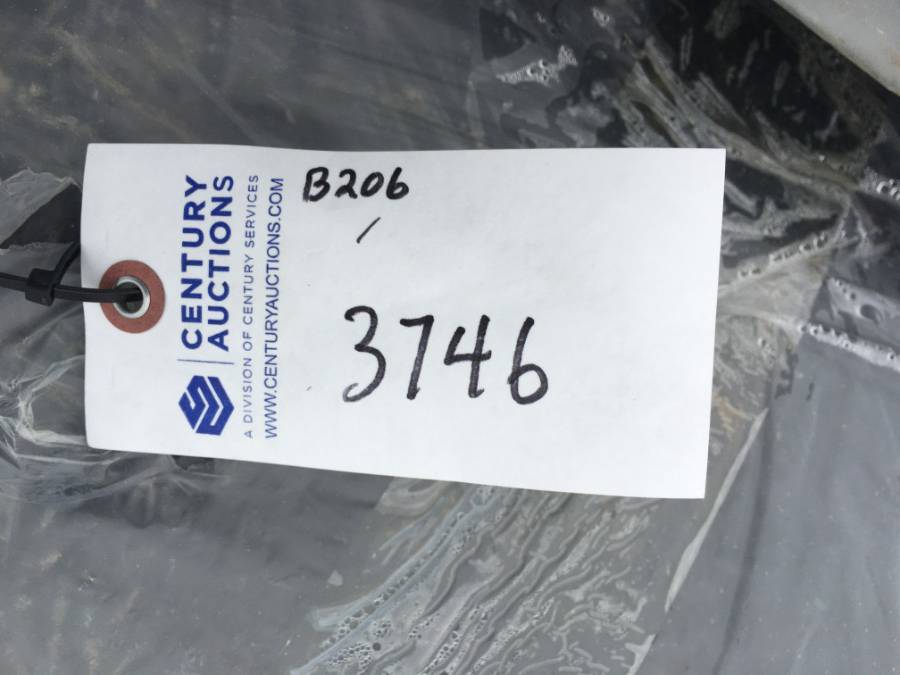 CENTURY
AUCTIONS
A DIVISION OF CENTURY SERVICES
WWW.CENTURYAUCTIONS.COM
B206
3746